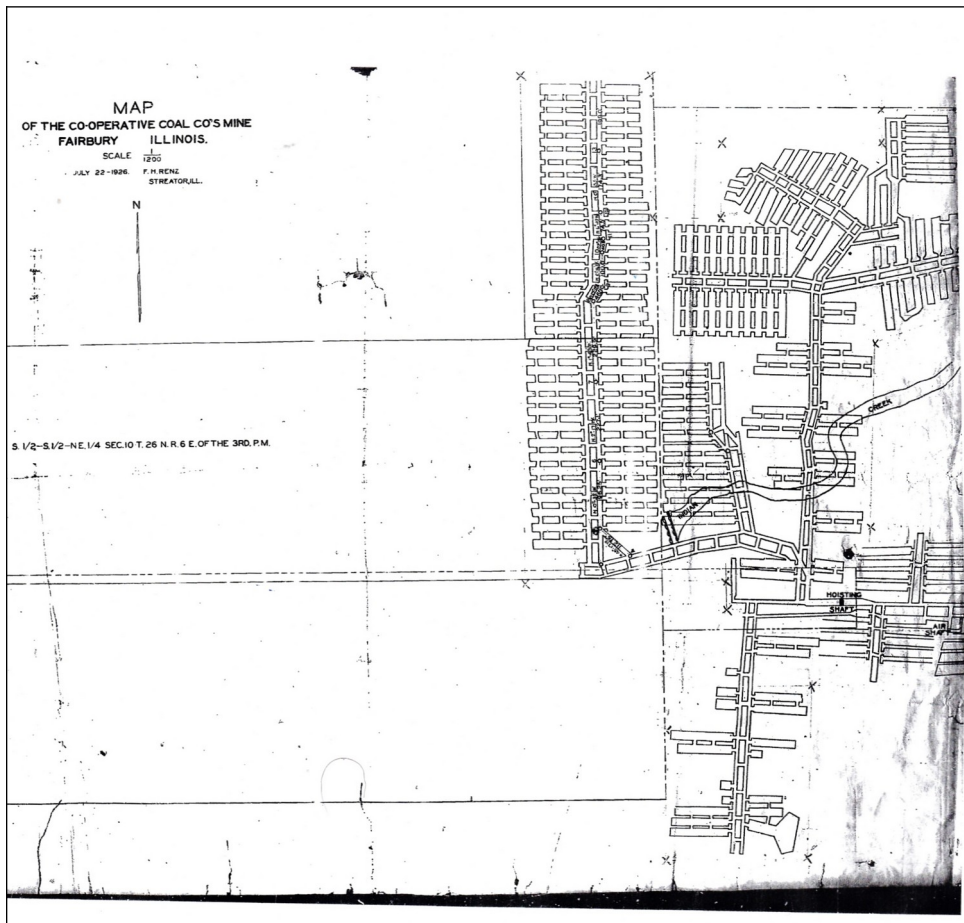 MAP
OF THE CO-OPERATIVE COAL CO'S MINE
FAIRBURY ILLINOIS.
SCALE 1/1200
JULY 22-1926. F. H. RENZ
STREATOR, ILL.
N
S. 1/2-S.1/2-N.E.1/4 SEC.10 T. 26 N. R. 6 E. OF THE 3RD. P.M.
CREEK
INDIAN
HOISTING
SHAFT
AIR
SHAFT